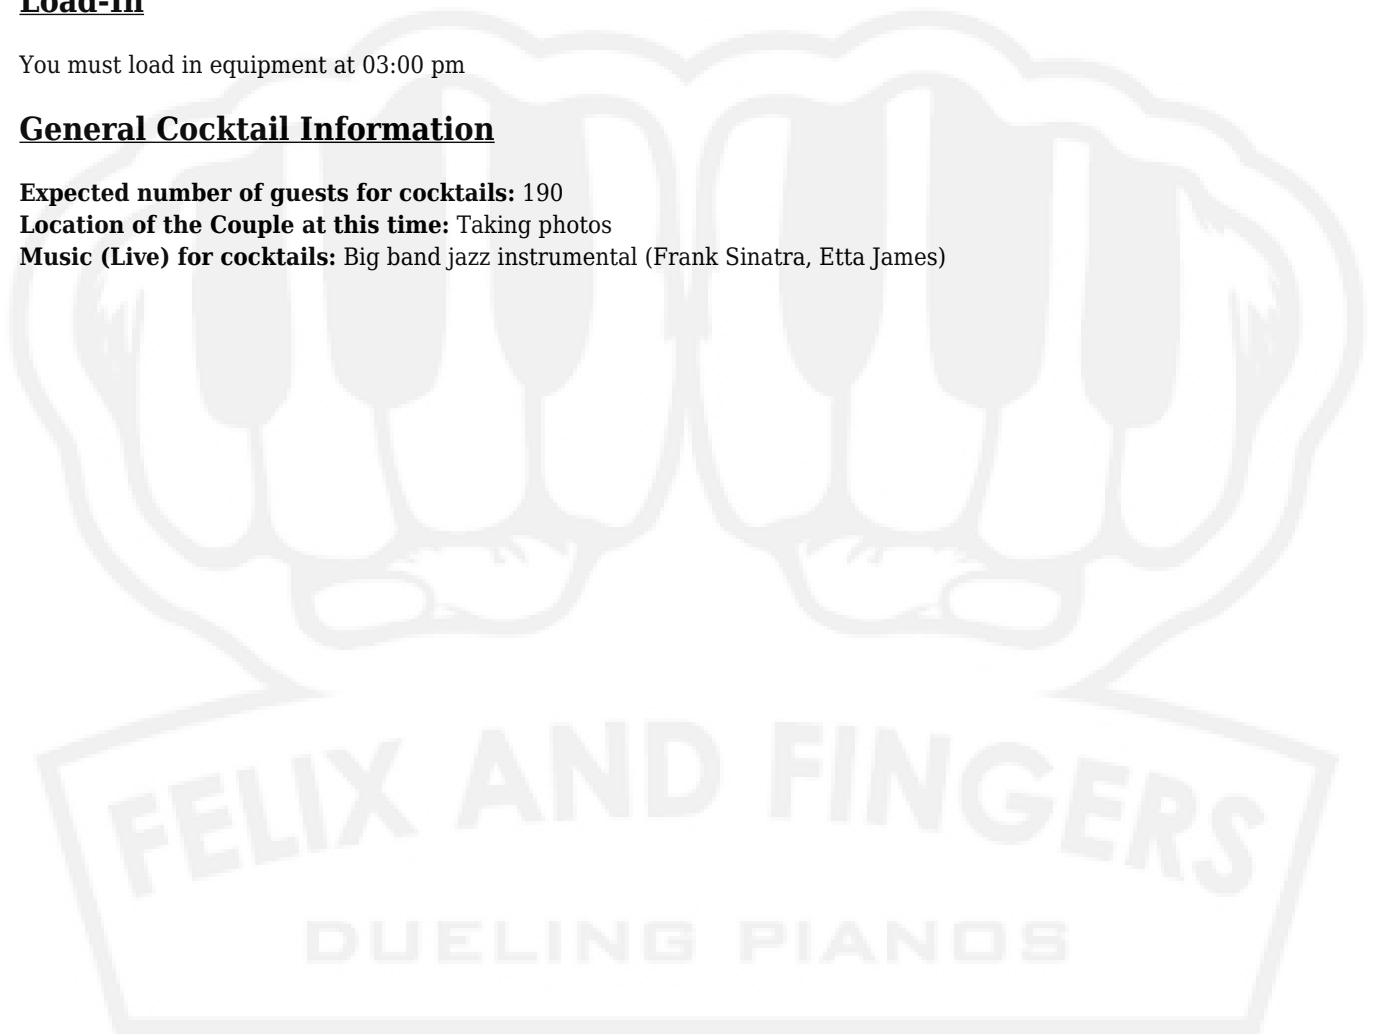 Load-In
You must load in equipment at 03:00 pm
General Cocktail Information
Expected number of guests for cocktails: 190
Location of the Couple at this time: Taking photos
Music (Live) for cocktails: Big band jazz instrumental (Frank Sinatra, Etta James)
FELIX AND FINGERS
DUELING PIANOS